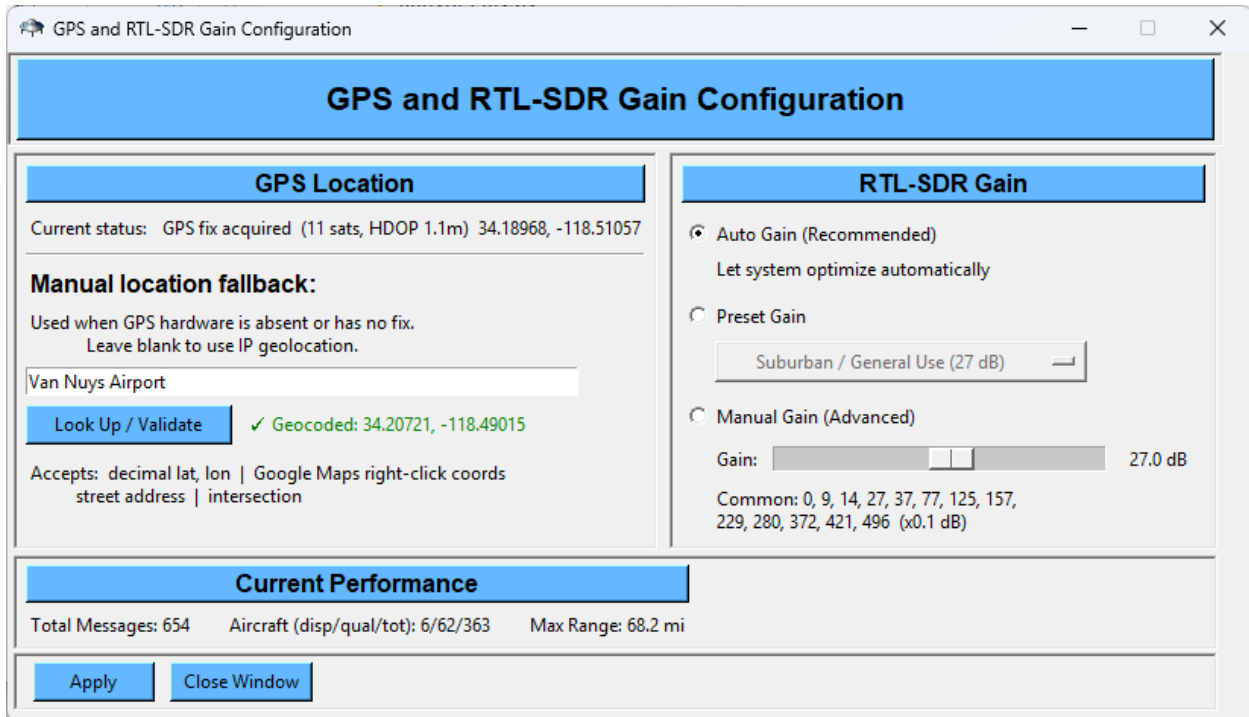 GPS and RTL-SDR Gain Configuration
GPS and RTL-SDR Gain Configuration
GPS Location
Current status: GPS fix acquired (11 sats, HDOP 1.1m) 34.18968, -118.51057
Manual location fallback:
Used when GPS hardware is absent or has no fix.
Leave blank to use IP geolocation.
Van Nuys Airport
Look Up / Validate ✓ Geocoded: 34.20721, -118.49015
Accepts: decimal lat, lon | Google Maps right-click coords
street address | intersection
RTL-SDR Gain
Auto Gain (Recommended)
Let system optimize automatically
Preset Gain
Suburban / General Use (27 dB)
Manual Gain (Advanced)
Gain: 27.0 dB
Common: 0, 9, 14, 27, 37, 77, 125, 157,
229, 280, 372, 421, 496 (x0.1 dB)
Current Performance
Total Messages: 654 Aircraft (disp/qual/tot): 6/62/363 Max Range: 68.2 mi
Apply Close Window